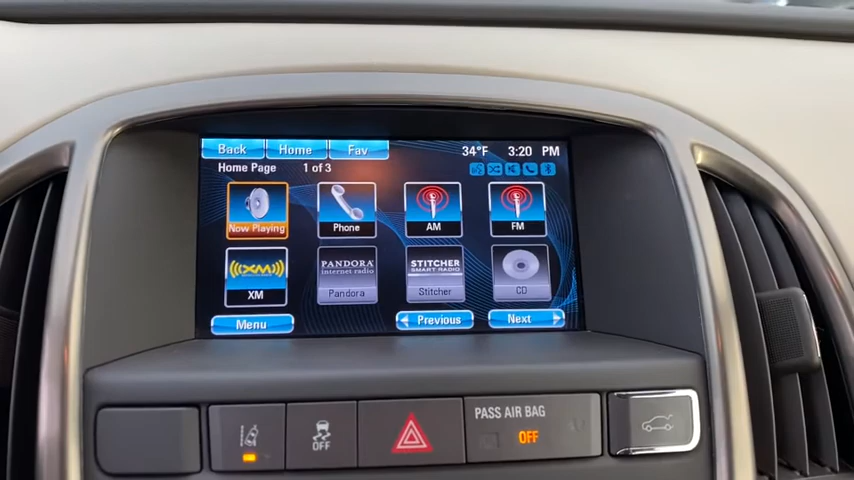 Back Home Fav 34°F 3:20 PM
Home Page 1 of 3
Now Playing Phone AM FM
XM
PANDORA
internet radio
STITCHER
SMART RADIO
XM Pandora Stitcher CD
Menu Previous Next
OFF
PASS AIR BAG
OFF